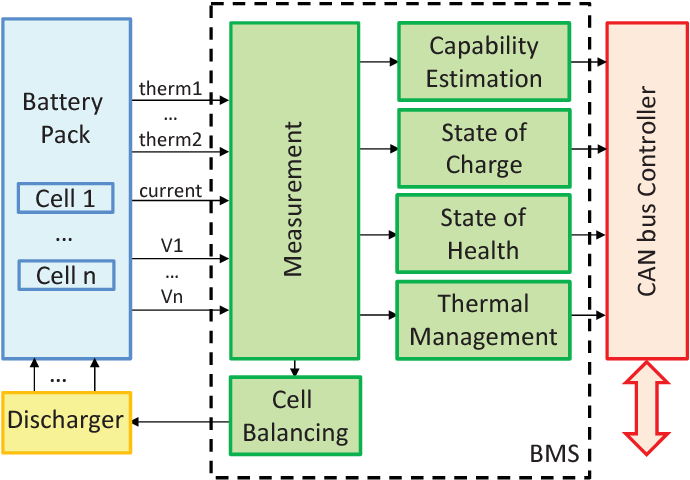 Battery
Pack
Cell 1
...
Cell n
therm1
...
therm2
current
V1
...
Vn
Measurement
Capability
Estimation
State of
Charge
State of
Health
Thermal
Management
CAN bus Controller
...
Discharger
Cell
Balancing
BMS